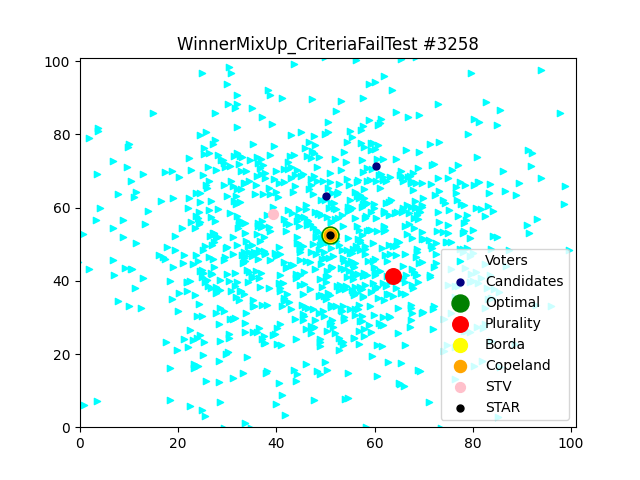 WinnerMixUp_CriteriaFailTest #3258
100
80
60
40
20
0
0 20 40 60 80 100
Voters
Candidates
Optimal
Plurality
Borda
Copeland
STV
STAR